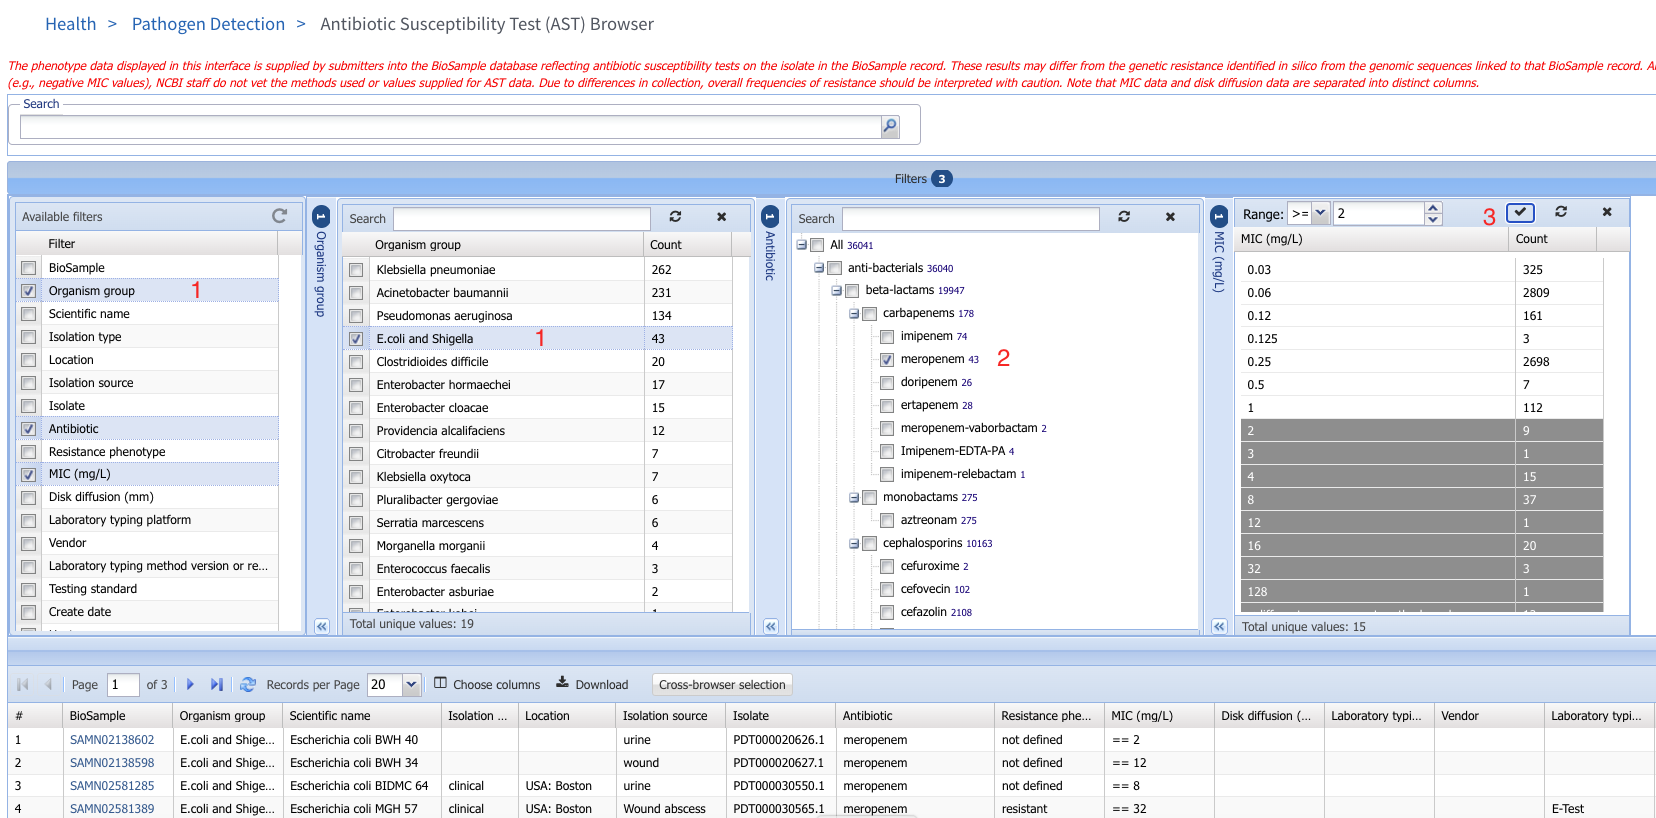 Health > Pathogen Detection > Antibiotic Susceptibility Test (AST) Browser
The phenotype data displayed in this interface is supplied by submitters into the BioSample database reflecting antibiotic susceptibility tests on the isolate in the BioSample record. These results may differ from the genetic resistance identified in silico from the genomic sequences linked to that BioSample record.
(e.g., negative MIC values), NCBI staff do not vet the methods used or values supplied for AST data. Due to differences in collection, overall frequencies of resistance should be interpreted with caution. Note that MIC data and disk diffusion data are separated into distinct columns.
Search
Filters 3
Available filters
Filter
BioSample
Organism group 1
Scientific name
Isolation type
Location
Isolation source
Isolate
Antibiotic
Resistance phenotype
MIC (mg/L)
Disk diffusion (mm)
Laboratory typing platform
Vendor
Laboratory typing method version or re...
Testing standard
Create date
1 Organism group
Search
Organism group Count
Klebsiella pneumoniae 262
Acinetobacter baumannii 231
Pseudomonas aeruginosa 134
E.coli and Shigella 1 43
Clostridioides difficile 20
Enterobacter hormaechei 17
Enterobacter cloacae 15
Providencia alcalifaciens 12
Citrobacter freundii 7
Klebsiella oxytoca 7
Pluralibacter gergoviae 6
Serratia marcescens 6
Morganella morganii 4
Enterococcus faecalis 3
Enterobacter asburiae 2
Total unique values: 19
1 Antibiotic
Search
All 36041
anti-bacterials 36040
beta-lactams 19947
carbapenems 178
imipenem 74
meropenem 43 2
doripenem 26
ertapenem 28
meropenem-vaborbactam 2
Imipenem-EDTA-PA 4
imipenem-relebactam 1
monobactams 275
aztreonam 275
cephalosporins 10163
cefuroxime 2
cefovecin 102
cefazolin 2108
1 MIC (mg/L)
Range: >= 2 3
MIC (mg/L) Count
0.03 325
0.06 2809
0.12 161
0.125 3
0.25 2698
0.5 7
1 112
2 9
3 1
4 15
8 37
12 1
16 20
32 3
128 1
Total unique values: 15
Page 1 of 3 Records per Page 20 Choose columns Download Cross-browser selection
# BioSample Organism group Scientific name Isolation ... Location Isolation source Isolate Antibiotic Resistance phe... MIC (mg/L) Disk diffusion (... Laboratory typi... Vendor Laboratory typi...
1 SAMN02138602 E.coli and Shige... Escherichia coli BWH 40 urine PDT000020626.1 meropenem not defined == 2
2 SAMN02138598 E.coli and Shige... Escherichia coli BWH 34 wound PDT000020627.1 meropenem not defined == 12
3 SAMN02581285 E.coli and Shige... Escherichia coli BIDMC 64 clinical USA: Boston urine PDT000030550.1 meropenem not defined == 8
4 SAMN02581389 E.coli and Shige... Escherichia coli MGH 57 clinical USA: Boston Wound abscess PDT000030565.1 meropenem resistant == 32 E-Test